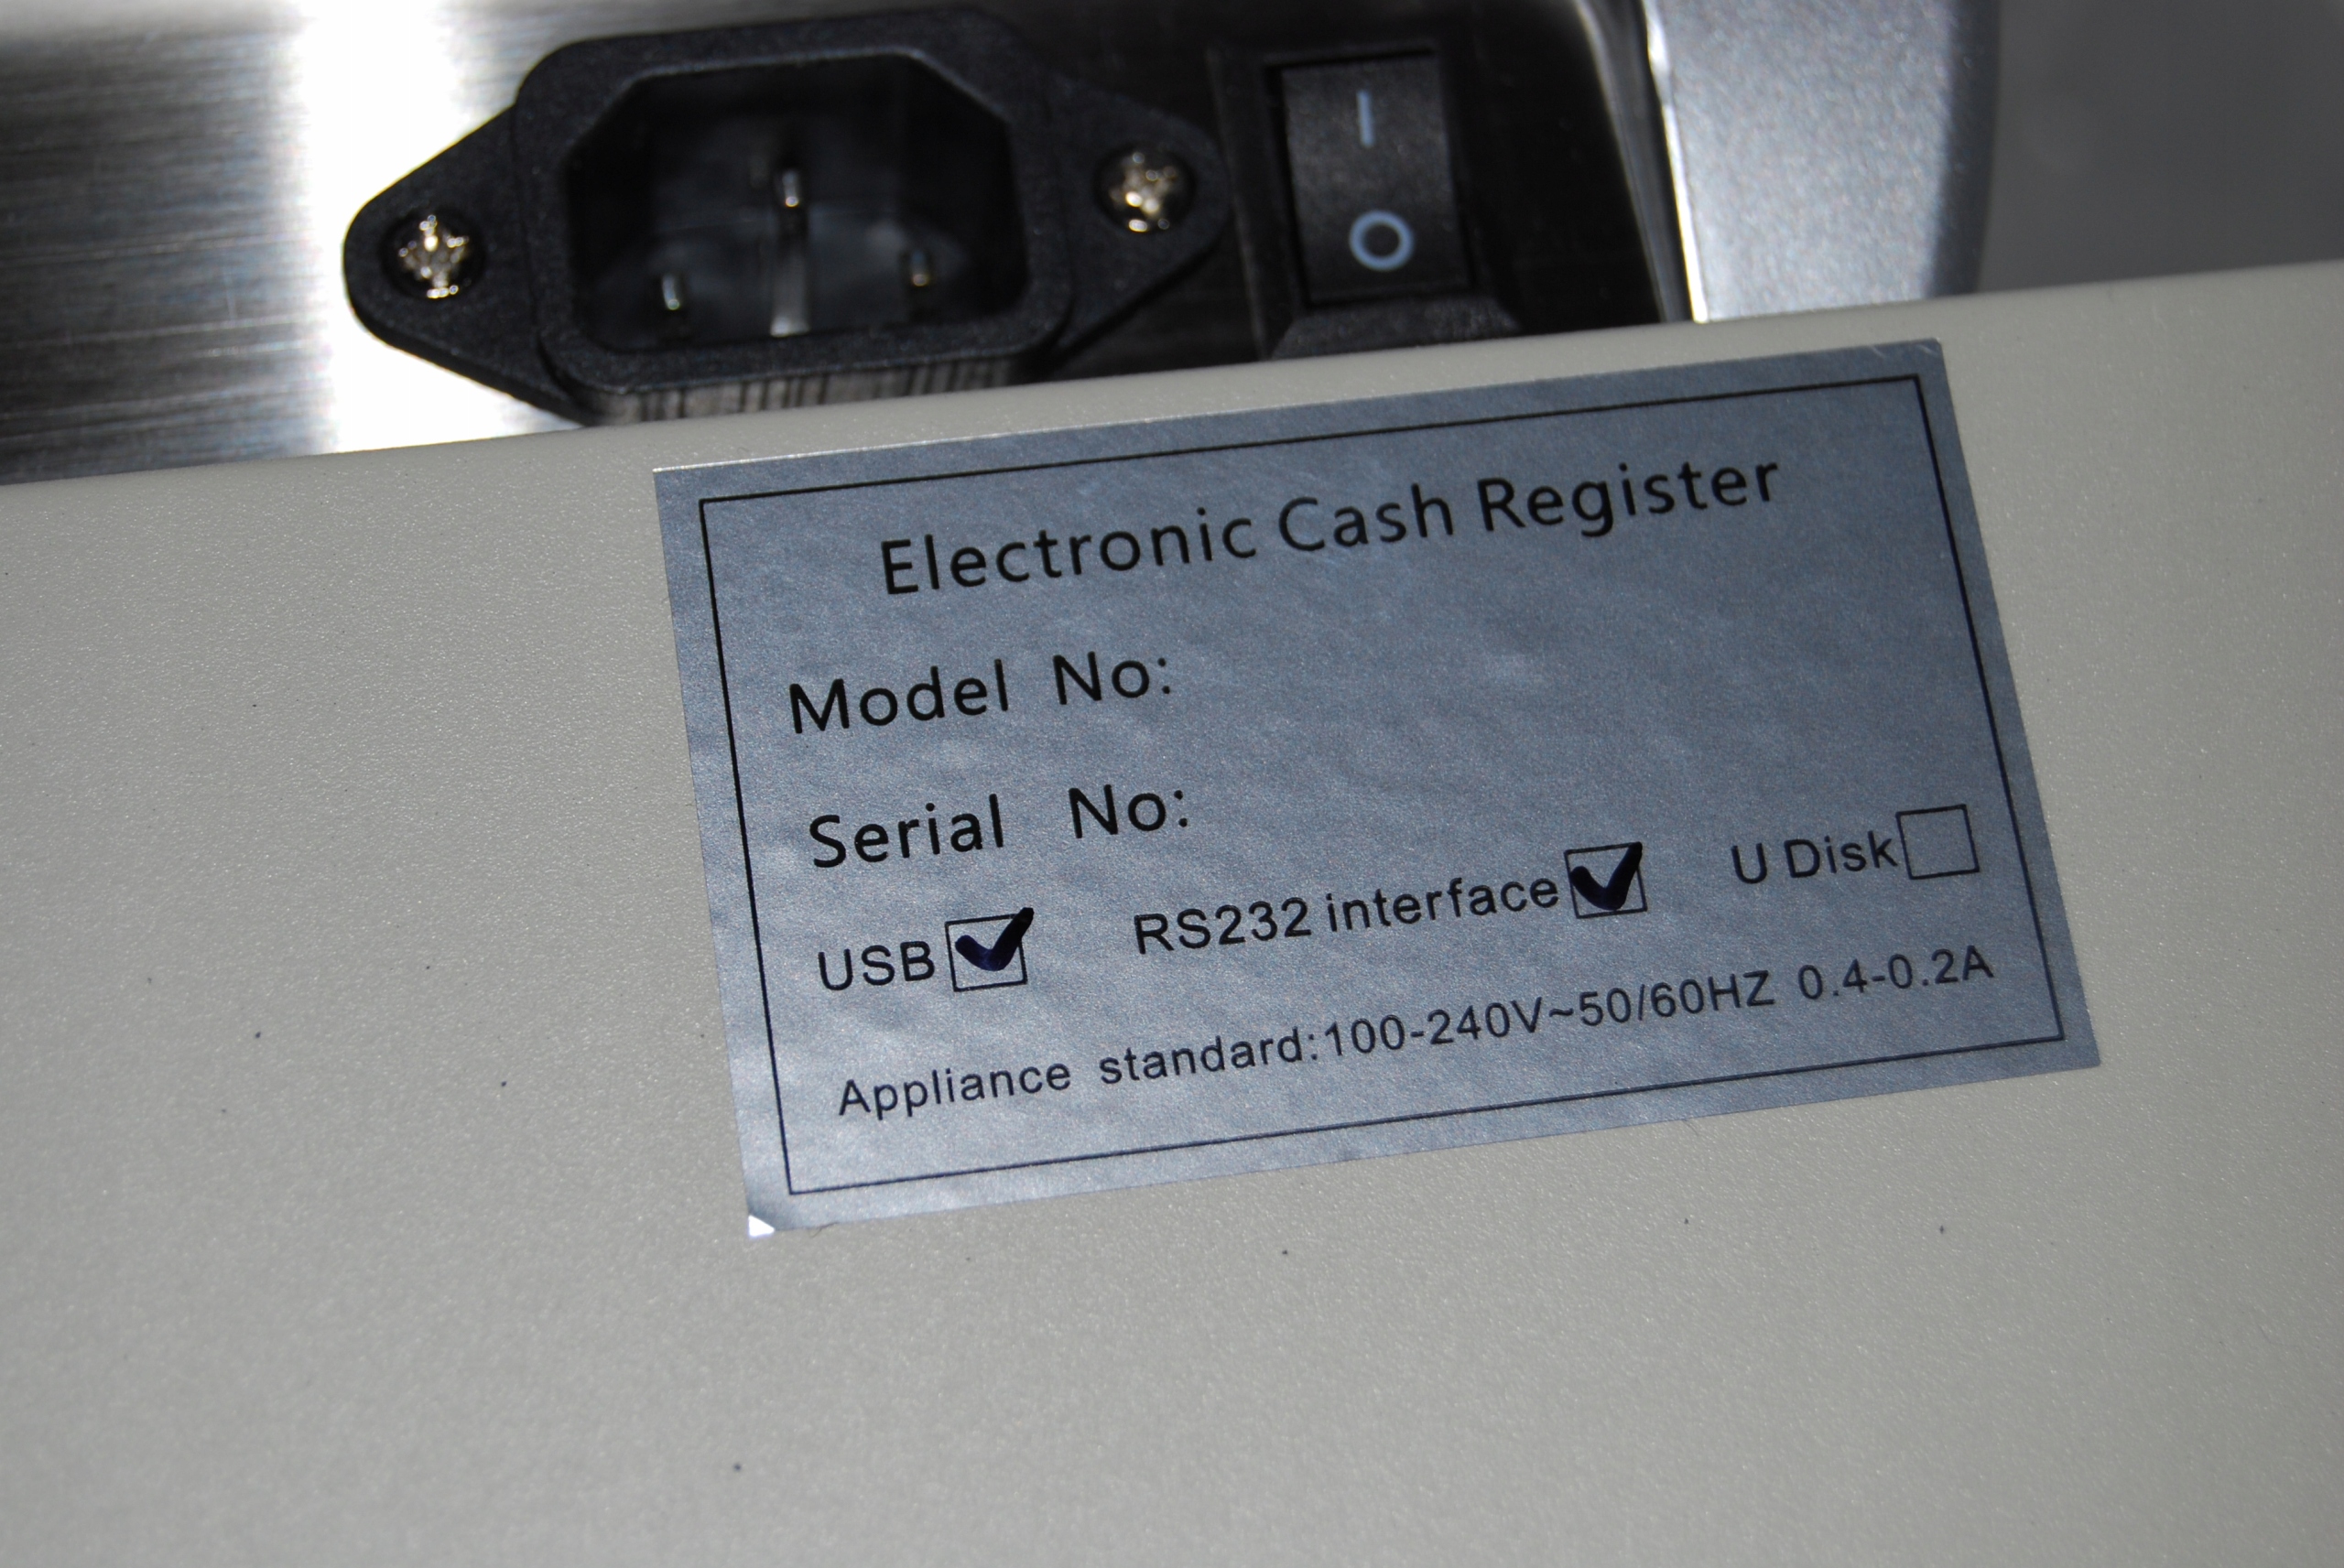 Electronic Cash Register
Model No:
Serial No:
USB☑ RS232 interface☑ U Disk☐
Appliance standard:100-240V~50/60HZ 0.4-0.2A